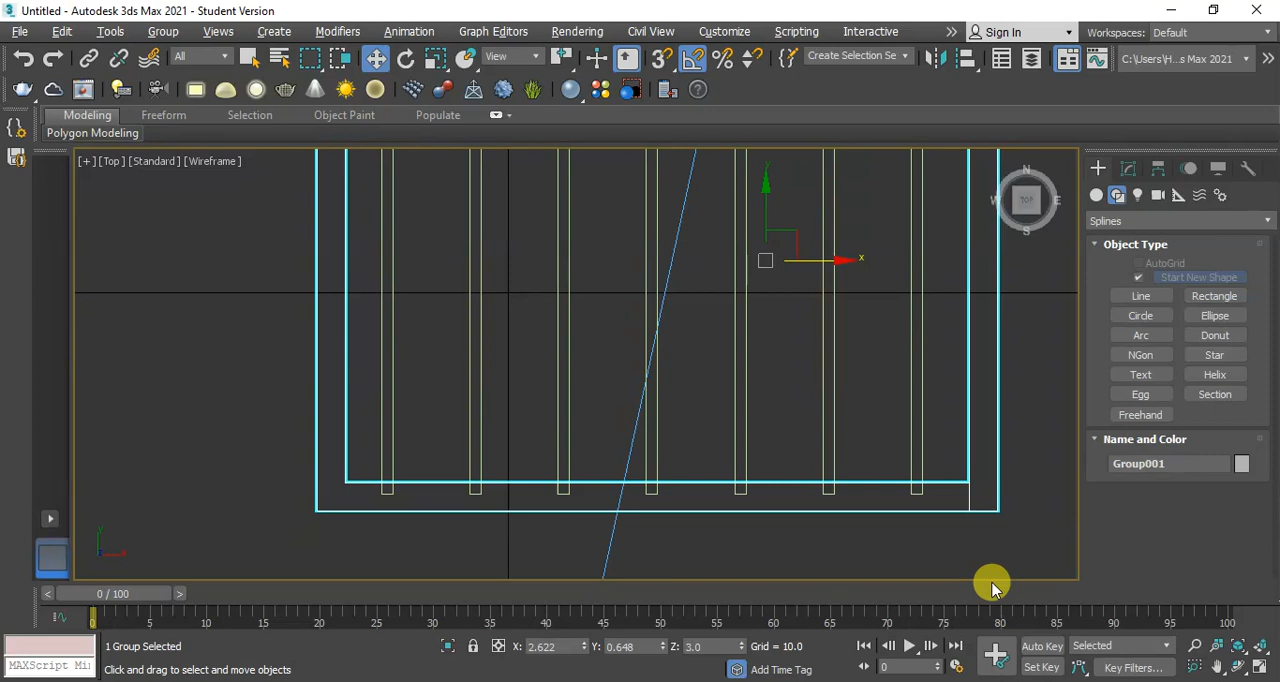 Untitled - Autodesk 3ds Max 2021 - Student Version
File Edit Tools Group Views Create Modifiers Animation Graph Editors Rendering Civil View Customize Scripting Interactive Sign In Workspaces: Default
All View Create Selection Se C:\Users\H...s Max 2021
Modeling Freeform Selection Object Paint Populate
Polygon Modeling
[+] [Top] [Standard] [Wireframe]
N
W TOP E
S
y
x
Splines
Object Type
AutoGrid
Start New Shape
Line Rectangle
Circle Ellipse
Arc Donut
NGon Star
Text Helix
Egg Section
Freehand
Name and Color
Group001
0 / 100
0 5 10 15 20 25 30 35 40 45 50 55 60 65 70 75 80 85 90 95 100
1 Group Selected X: 2.622 Y: 0.648 Z: 3.0 Grid = 10.0 Auto Key Selected
MAXScript Mi Click and drag to select and move objects Add Time Tag 0 Set Key Key Filters...